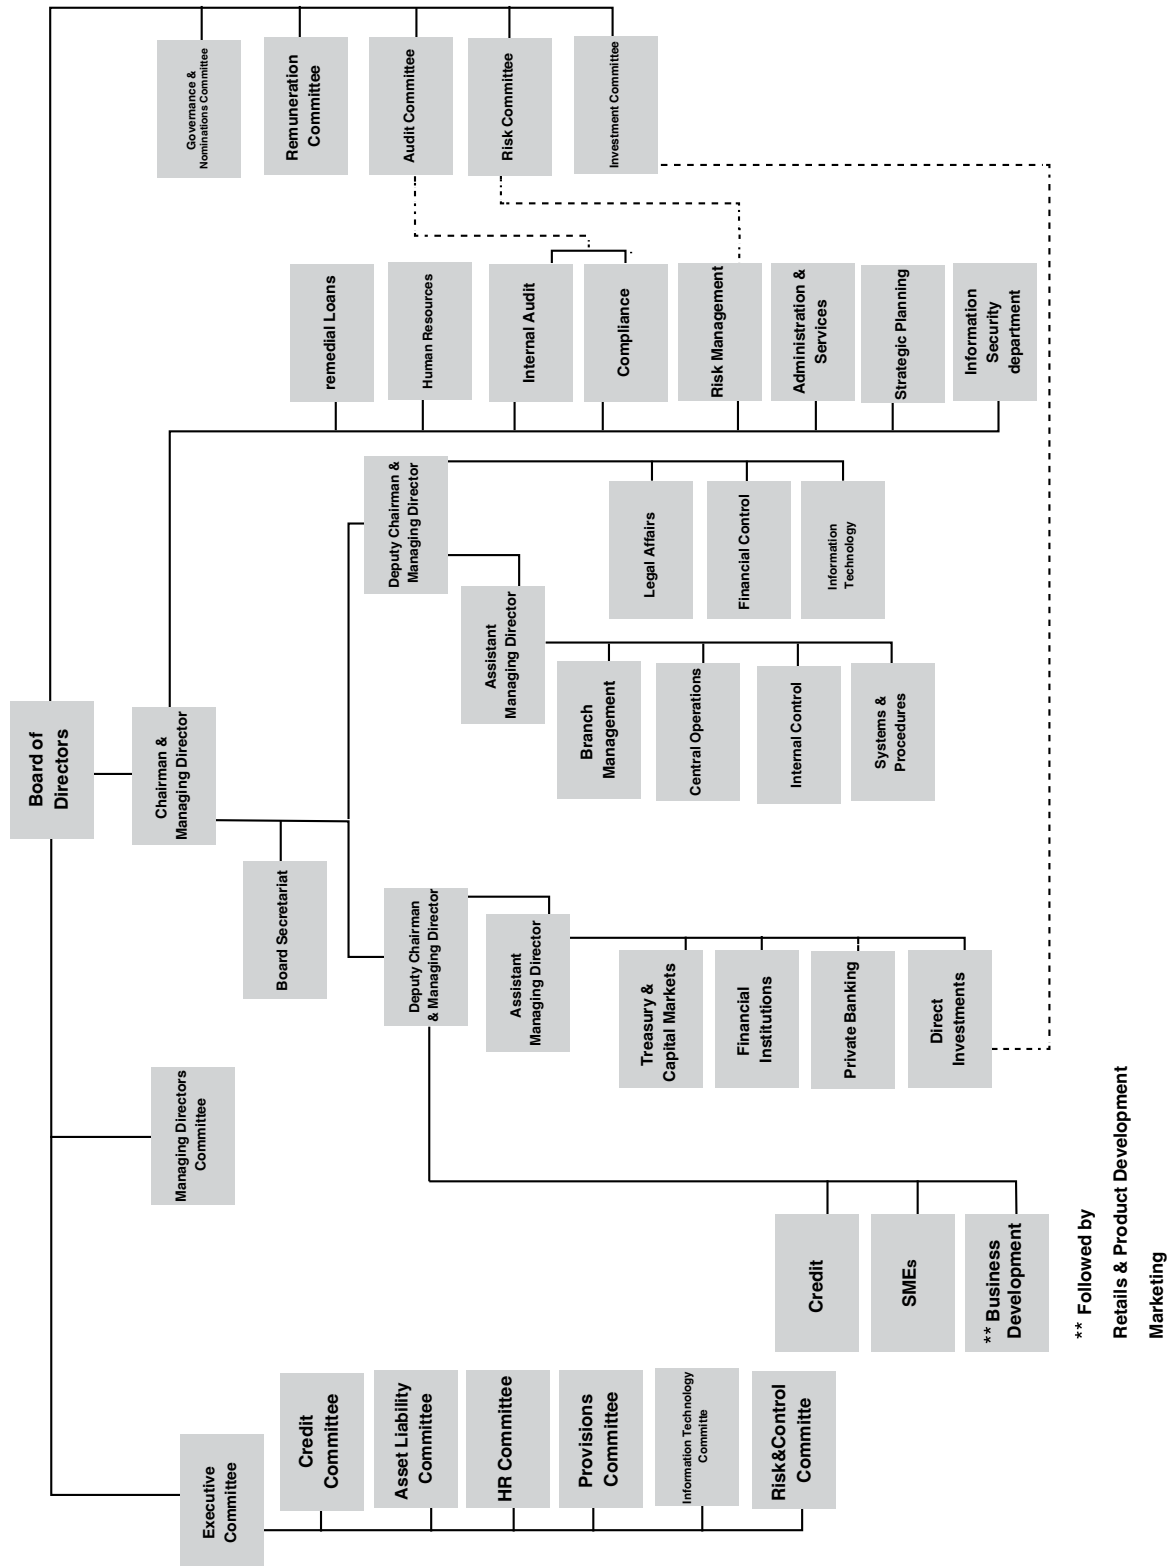 Board of
Directors
Chairman &
Managing Director
Board Secretariat
Managing Directors
Committee
Executive
Committee
Credit
Committee
Asset Liability
Committee
HR Committee
Provisions
Committee
Information Technology
Committe
Risk&Control
Committe
Governance &
Nominations Committee
Remuneration
Committee
Audit Committee
Risk Committee
Investment Committee
remedial Loans
Human Resources
Internal Audit
Compliance
Risk Management
Administration &
Services
Strategic Planning
Information
Security
department
Deputy Chairman
& Managing Director
Assistant
Managing Director
Treasury &
Capital Markets
Financial
Institutions
Private Banking
Direct
Investments
Credit
SMEs
** Business
Development
Deputy Chairman &
Managing Director
Assistant
Managing Director
Branch
Management
Central Operations
Internal Control
Systems &
Procedures
Legal Affairs
Financial Control
Information
Technology
** Followed by
Retails & Product Development
Marketing